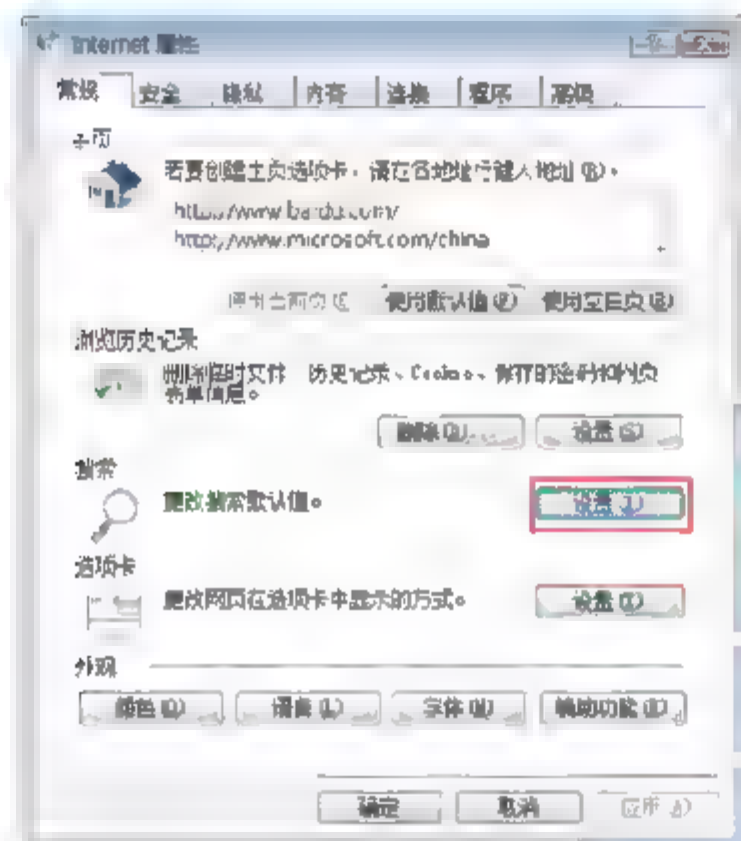 Internet 属性
常规 安全 隐私 内容 连接 程序 高级
主页
若要创建主页选项卡，请在各地址行键入地址(R)。
http://www.baidu.com/
http://www.microsoft.com/china
使用当前页(C) 使用默认值(F) 使用空白页(B)
浏览历史记录
删除临时文件、历史记录、Cookies、保存的密码和网页
表单信息。
删除(D)... 设置(S)
搜索
更改搜索默认值。
设置(I)
选项卡
更改网页在选项卡中显示的方式。
设置(T)
外观
颜色(O) 语言(L) 字体(N) 辅助功能(E)
确定 取消 应用(A)